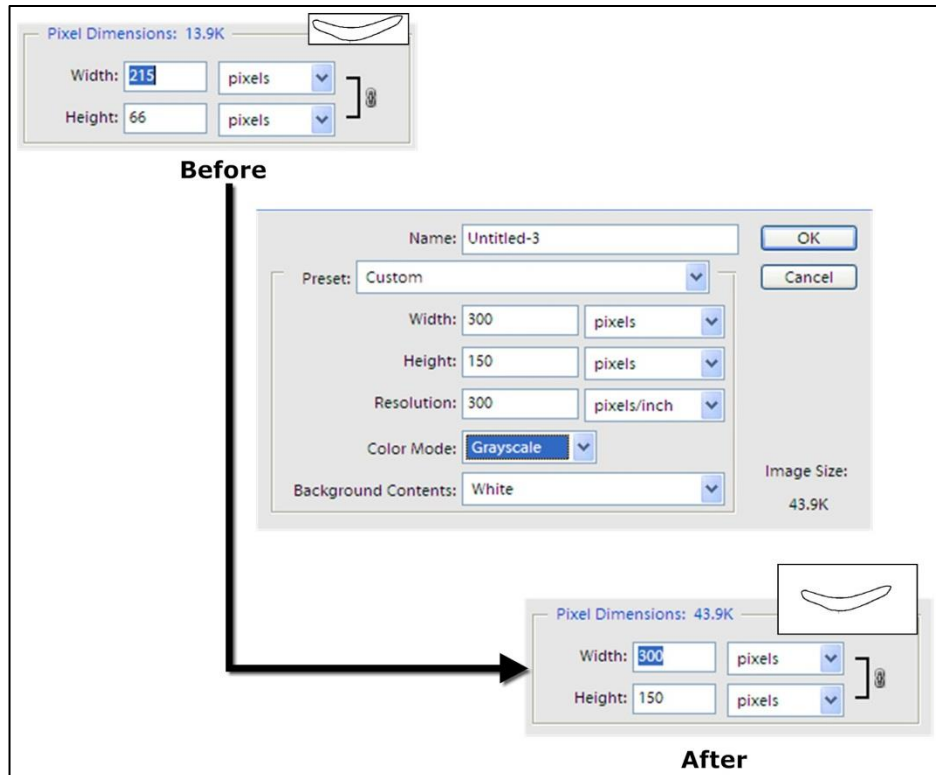 Pixel Dimensions: 13.9K
Width: 215 pixels
Height: 66 pixels
Before
Name: Untitled-3 OK
Preset: Custom Cancel
Width: 300 pixels
Height: 150 pixels
Resolution: 300 pixels/inch
Color Mode: Grayscale
Image Size:
Background Contents: White
43.9K
Pixel Dimensions: 43.9K
Width: 300 pixels
Height: 150 pixels
After